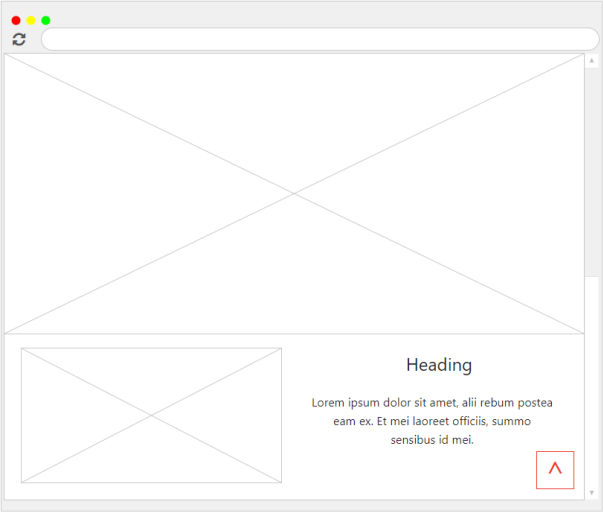 Heading
Lorem ipsum dolor sit amet, alii rebum postea
eam ex. Et mei laoreet officiis, summo
sensibus id mei.